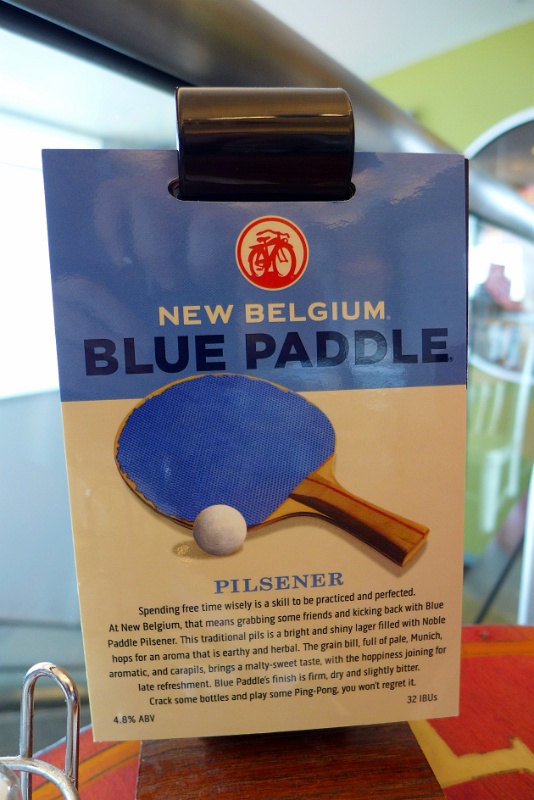 NEW BELGIUM®
BLUE PADDLE®
PILSENER
Spending free time wisely is a skill to be practiced and perfected.
At New Belgium, that means grabbing some friends and kicking back with Blue
Paddle Pilsener. This traditional pils is a bright and shiny lager filled with Noble
hops for an aroma that is earthy and herbal. The grain bill, full of pale, Munich,
aromatic, and carapils, brings a malty-sweet taste, with the hoppiness joining for
late refreshment. Blue Paddle's finish is firm, dry and slightly bitter.
Crack some bottles and play some Ping-Pong, you won't regret it.
4.8% ABV
32 IBUs